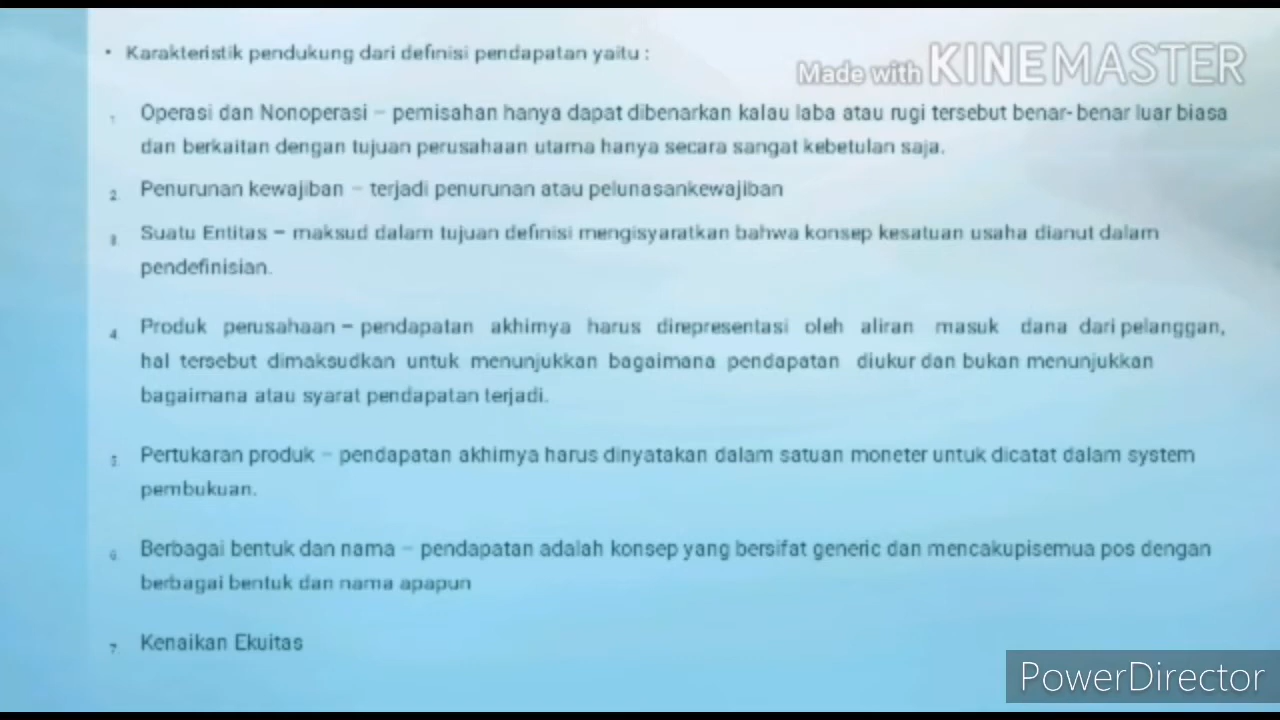 • Karakteristik pendukung dari definisi pendapatan yaitu :
Made with KINEMASTER
1. Operasi dan Nonoperasi – pemisahan hanya dapat dibenarkan kalau laba atau rugi tersebut benar-benar luar biasa
dan berkaitan dengan tujuan perusahaan utama hanya secara sangat kebetulan saja.
2. Penurunan kewajiban – terjadi penurunan atau pelunasankewajiban
3. Suatu Entitas – maksud dalam tujuan definisi mengisyaratkan bahwa konsep kesatuan usaha dianut dalam
pendefinisian.
4. Produk perusahaan – pendapatan akhirnya harus direpresentasi oleh aliran masuk dana dari pelanggan,
hal tersebut dimaksudkan untuk menunjukkan bagaimana pendapatan diukur dan bukan menunjukkan
bagaimana atau syarat pendapatan terjadi.
5. Pertukaran produk – pendapatan akhirnya harus dinyatakan dalam satuan moneter untuk dicatat dalam system
pembukuan.
6. Berbagai bentuk dan nama – pendapatan adalah konsep yang bersifat generic dan mencakupisemua pos dengan
berbagai bentuk dan nama apapun
7. Kenaikan Ekuitas
PowerDirector